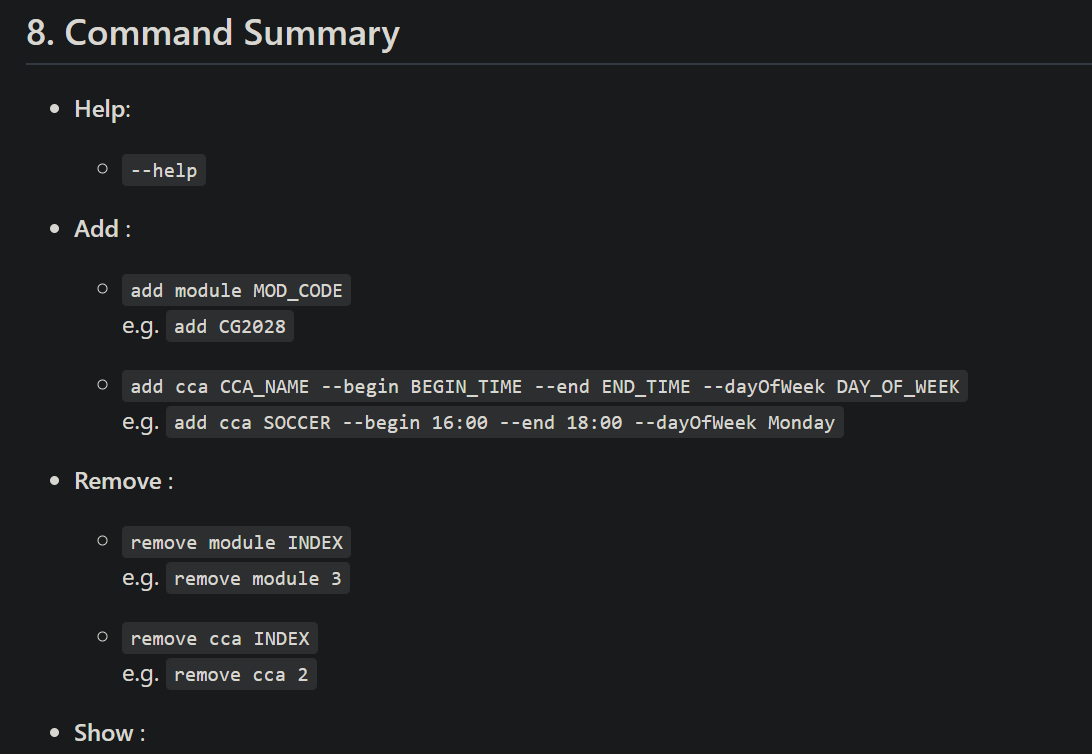 8. Command Summary
Help:
--help
Add :
add module MOD_CODE
e.g. add CG2028
add cca CCA_NAME --begin BEGIN_TIME --end END_TIME --dayOfWeek DAY_OF_WEEK
e.g. add cca SOCCER --begin 16:00 --end 18:00 --dayOfWeek Monday
Remove :
remove module INDEX
e.g. remove module 3
remove cca INDEX
e.g. remove cca 2
Show :